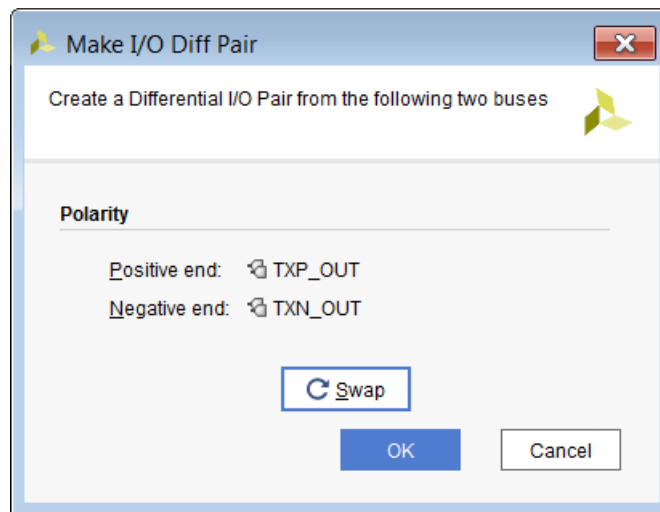 Make I/O Diff Pair
Create a Differential I/O Pair from the following two buses
Polarity
Positive end: TXP_OUT
Negative end: TXN_OUT
Swap
OK Cancel